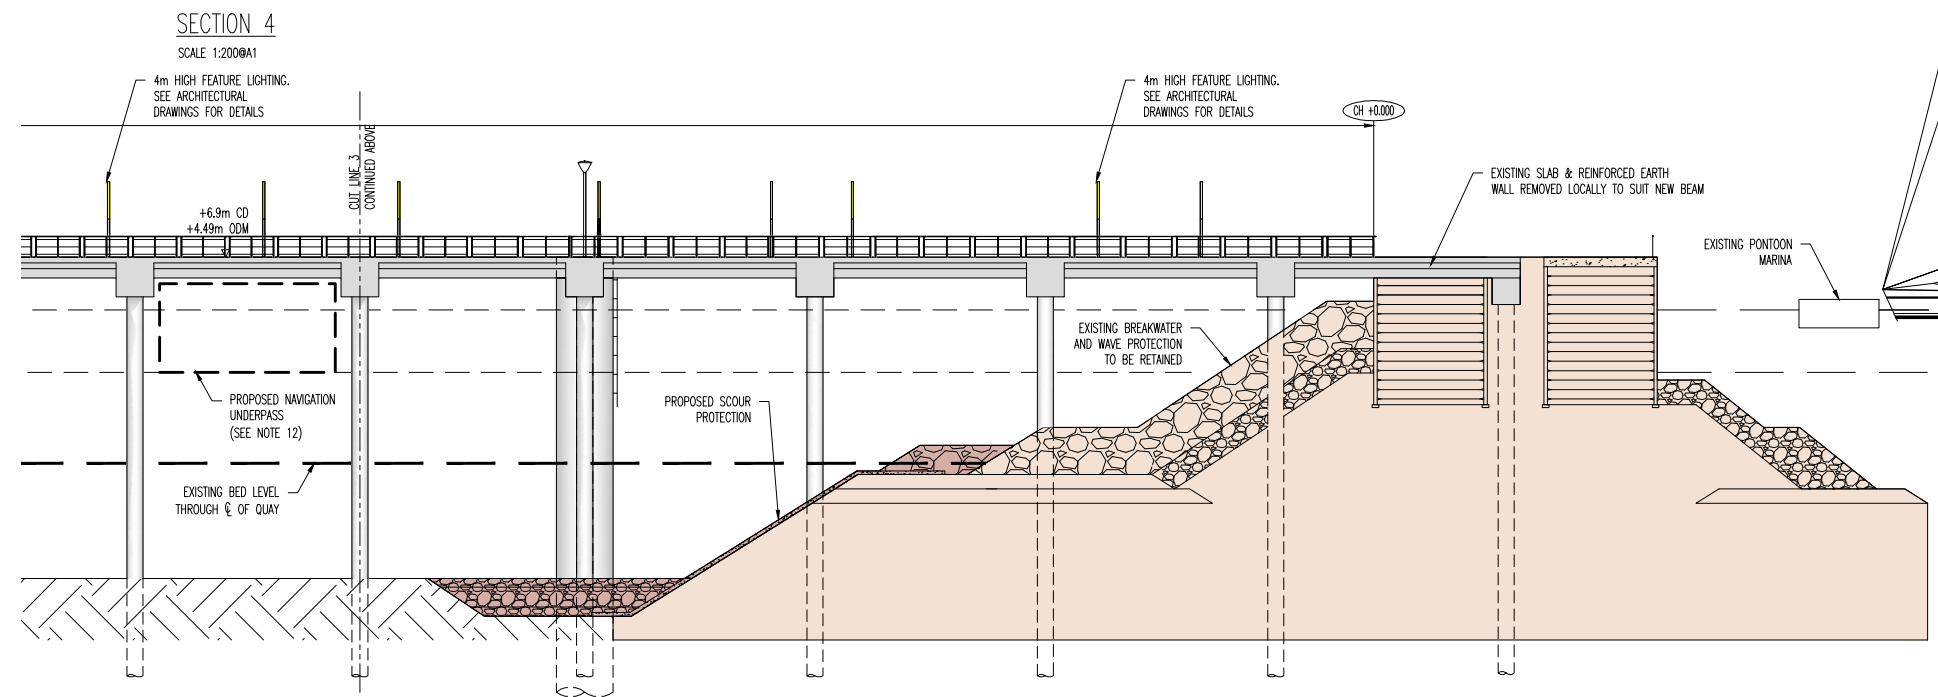 SECTION 4
SCALE 1:200@A1
4m HIGH FEATURE LIGHTING.
SEE ARCHITECTURAL
DRAWINGS FOR DETAILS
4m HIGH FEATURE LIGHTING.
SEE ARCHITECTURAL
DRAWINGS FOR DETAILS
CH +0.000
CUT LINE 3
CONTINUED ABOVE
EXISTING SLAB & REINFORCED EARTH
WALL REMOVED LOCALLY TO SUIT NEW BEAM
+6.9m CD
+4.49m ODM
EXISTING PONTOON
MARINA
EXISTING BREAKWATER
AND WAVE PROTECTION
TO BE RETAINED
PROPOSED NAVIGATION
UNDERPASS
(SEE NOTE 12)
PROPOSED SCOUR
PROTECTION
EXISTING BED LEVEL
THROUGH ℄ OF QUAY